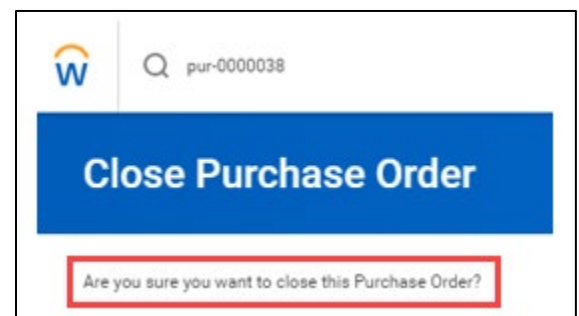 W
pur-0000038
Close Purchase Order
Are you sure you want to close this Purchase Order?